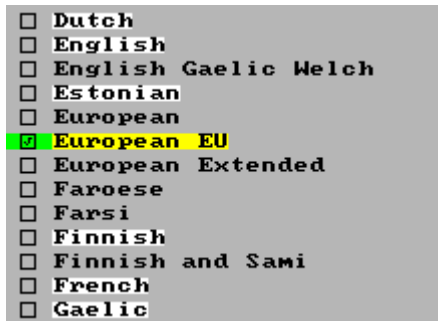 Dutch
English
English Gaelic Welch
Estonian
European
European EU
European Extended
Faroese
Farsi
Finnish
Finnish and Sami
French
Gaelic